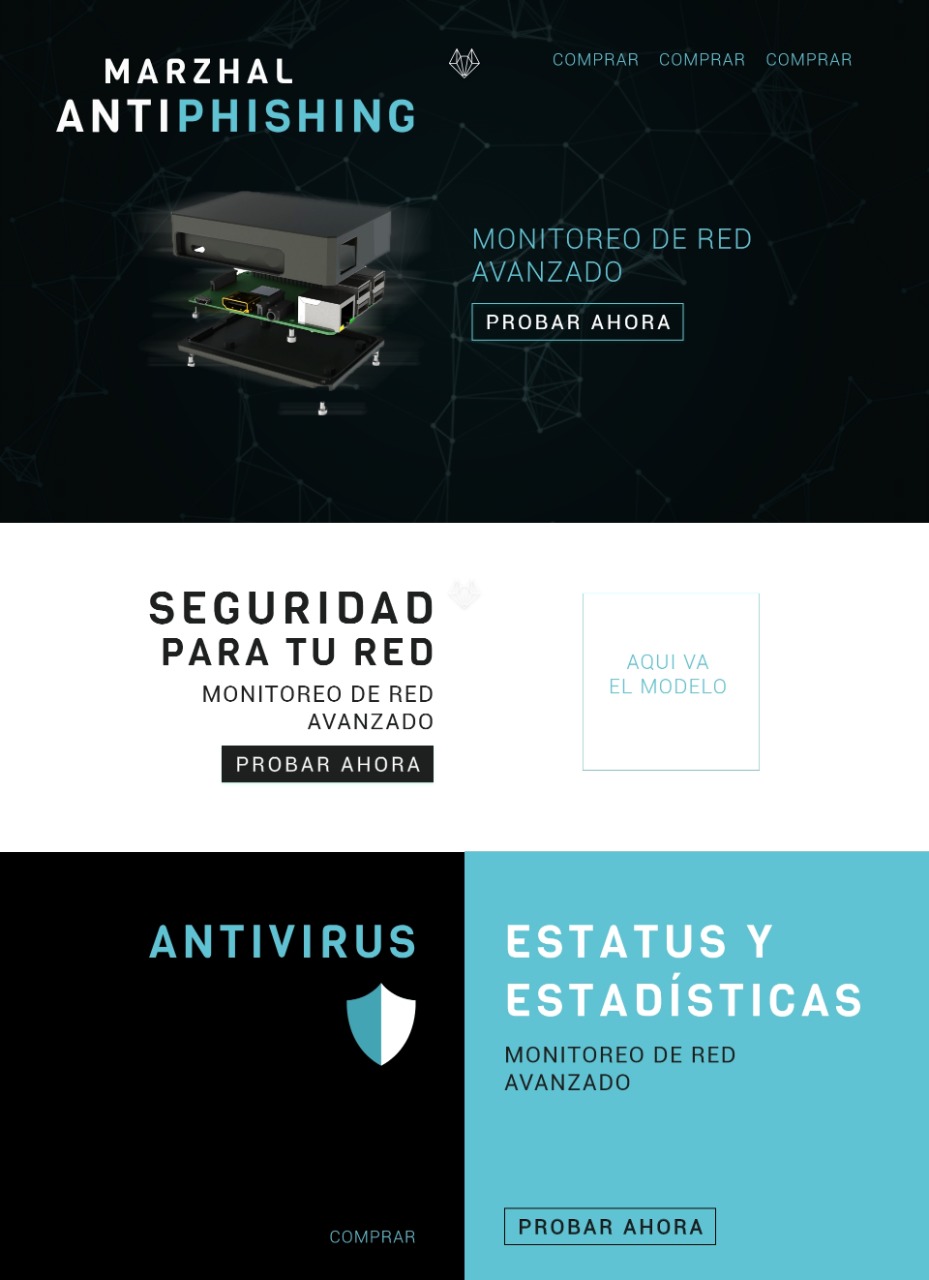 MARZHAL
ANTIPHISHING
COMPRAR COMPRAR COMPRAR
MONITOREO DE RED
AVANZADO
PROBAR AHORA
SEGURIDAD
PARA TU RED
MONITOREO DE RED
AVANZADO
PROBAR AHORA
AQUI VA
EL MODELO
ANTIVIRUS
COMPRAR
ESTATUS Y
ESTADÍSTICAS
MONITOREO DE RED
AVANZADO
PROBAR AHORA